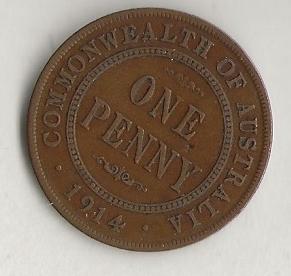 COMMONWEALTH OF AUSTRALIA
ONE
PENNY
· 1914 ·